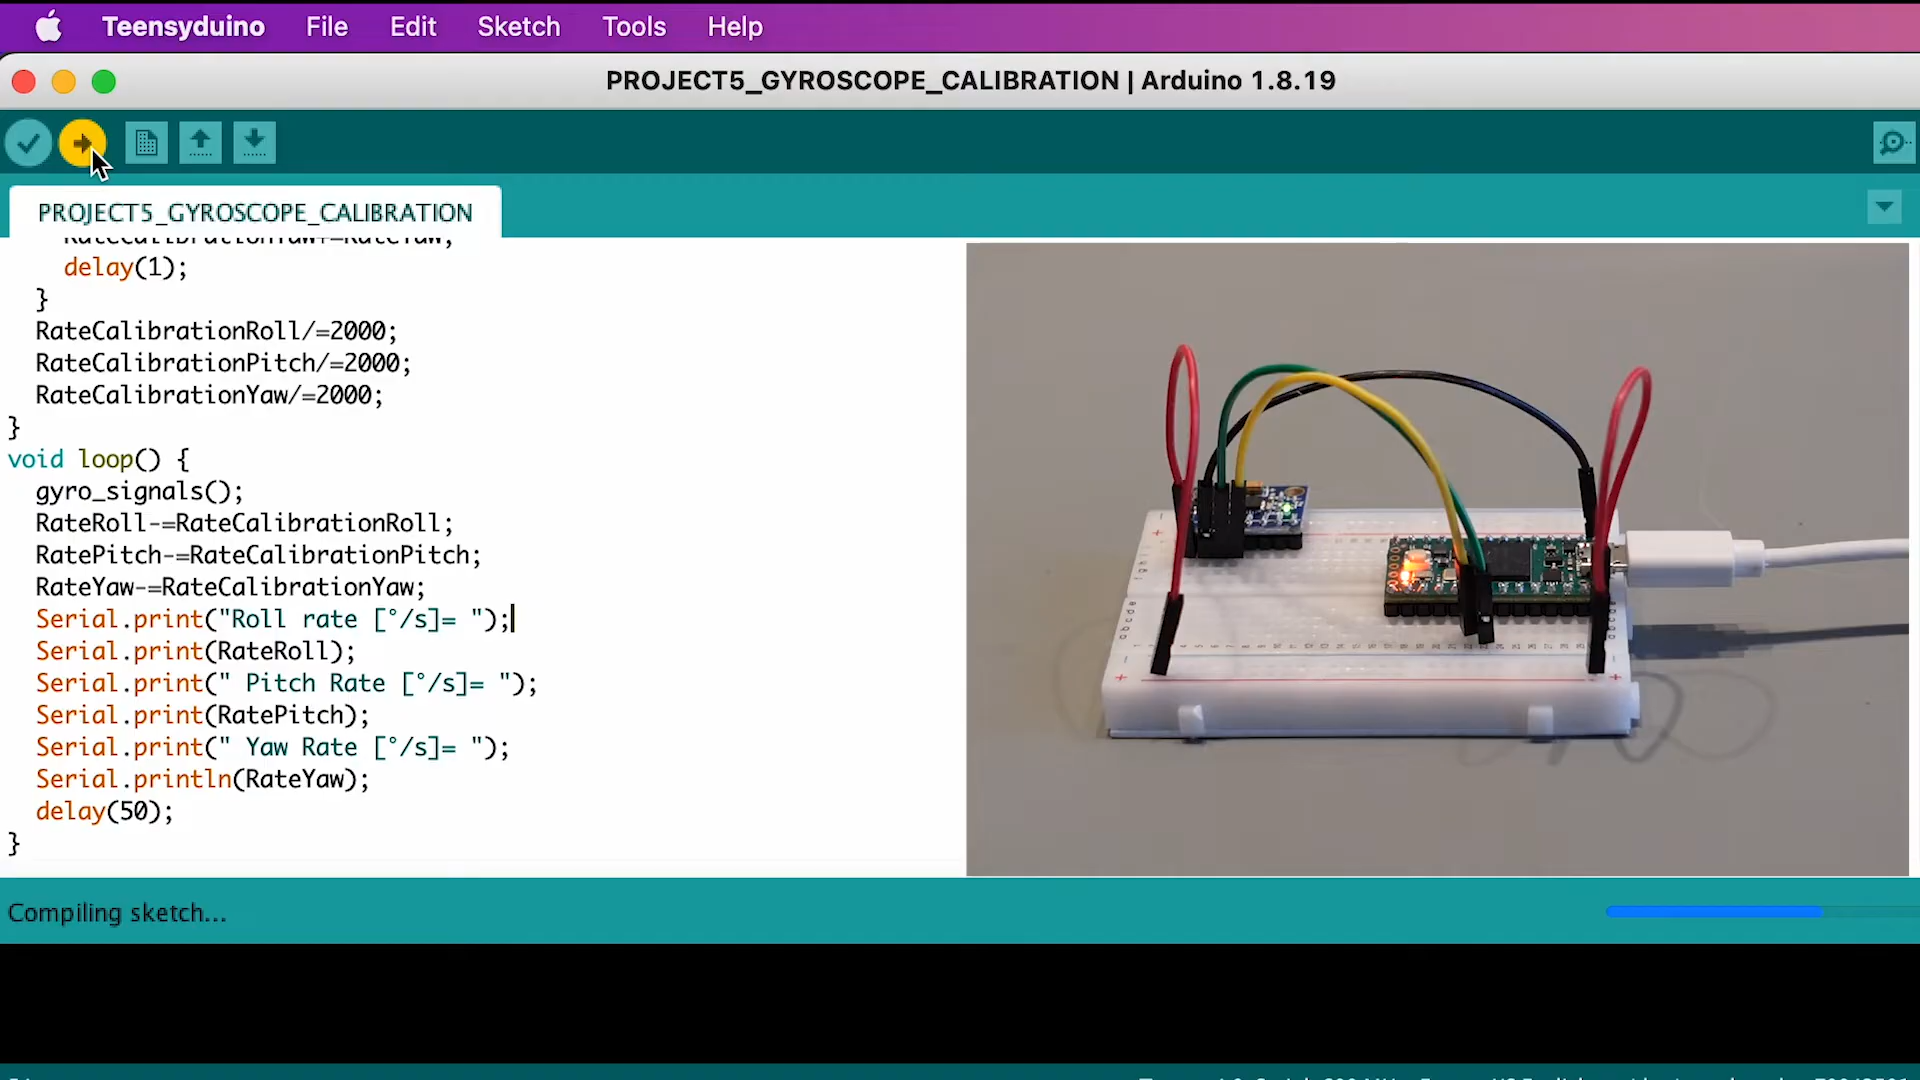 Teensyduino File Edit Sketch Tools Help
PROJECT5_GYROSCOPE_CALIBRATION | Arduino 1.8.19
PROJECT5_GYROSCOPE_CALIBRATION
RateCalibrationYaw+=RateYaw;
delay(1);
}
RateCalibrationRoll/=2000;
RateCalibrationPitch/=2000;
RateCalibrationYaw/=2000;
}
void loop() {
gyro_signals();
RateRoll-=RateCalibrationRoll;
RatePitch-=RateCalibrationPitch;
RateYaw-=RateCalibrationYaw;
Serial.print("Roll rate [°/s]= ");
Serial.print(RateRoll);
Serial.print(" Pitch Rate [°/s]= ");
Serial.print(RatePitch);
Serial.print(" Yaw Rate [°/s]= ");
Serial.println(RateYaw);
delay(50);
}
Compiling sketch...